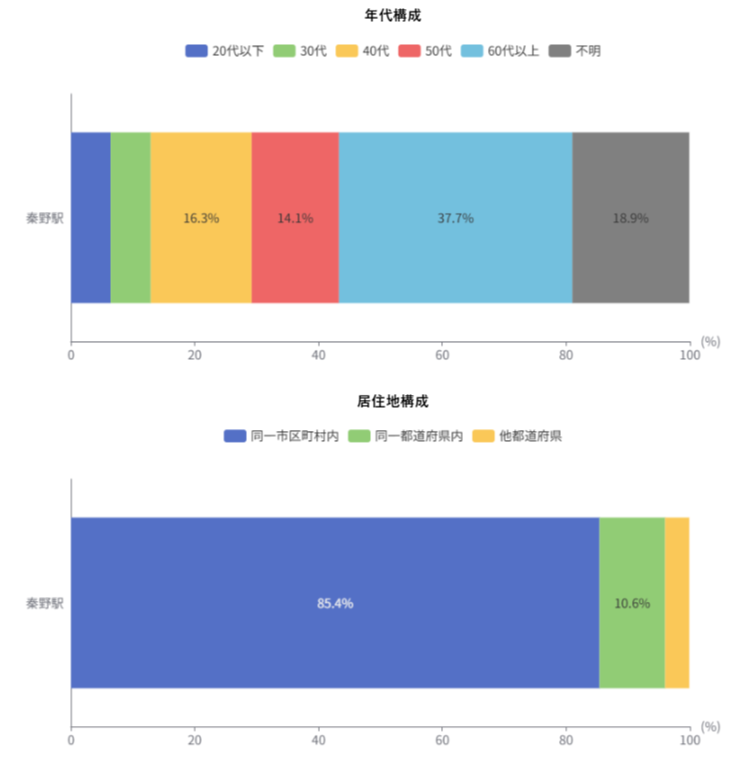 年代構成
20代以下 30代 40代 50代 60代以上 不明
秦野駅 16.3% 14.1% 37.7% 18.9%
(%)
0 20 40 60 80 100
居住地構成
同一市区町村内 同一都道府県内 他都道府県
秦野駅 85.4% 10.6%
(%)
0 20 40 60 80 100